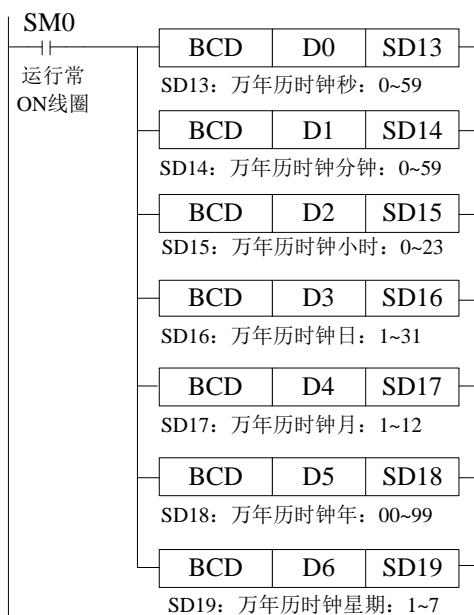 SM0
运行常
ON线圈
BCD D0 SD13
SD13：万年历时钟秒：0~59
BCD D1 SD14
SD14：万年历时钟分钟：0~59
BCD D2 SD15
SD15：万年历时钟小时：0~23
BCD D3 SD16
SD16：万年历时钟日：1~31
BCD D4 SD17
SD17：万年历时钟月：1~12
BCD D5 SD18
SD18：万年历时钟年：00~99
BCD D6 SD19
SD19：万年历时钟星期：1~7